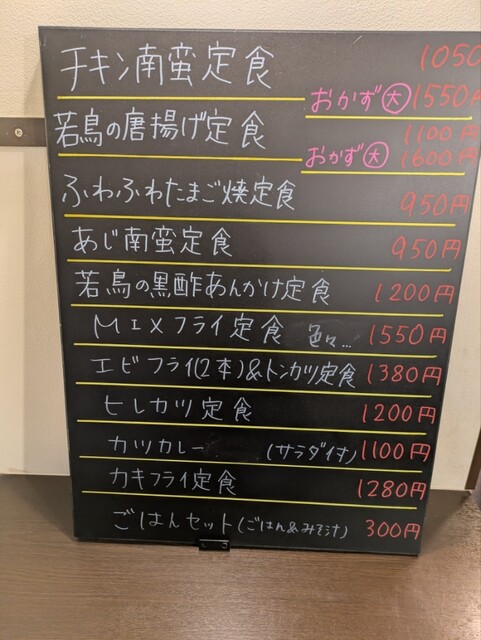 チキン南蛮定食 1050
おかず大 1550円
若鳥の唐揚げ定食 1100円
おかず大 1600円
ふわふわたまご焼定食 950円
あじ南蛮定食 950円
若鳥の黒酢あんかけ定食 1200円
MIXフライ定食 色々… 1550円
エビフライ(2本)&トンカツ定食 1380円
ヒレカツ定食 1200円
カツカレー (サラダ付) 1100円
カキフライ定食 1280円
ごはんセット(ごはん&みそ汁) 300円